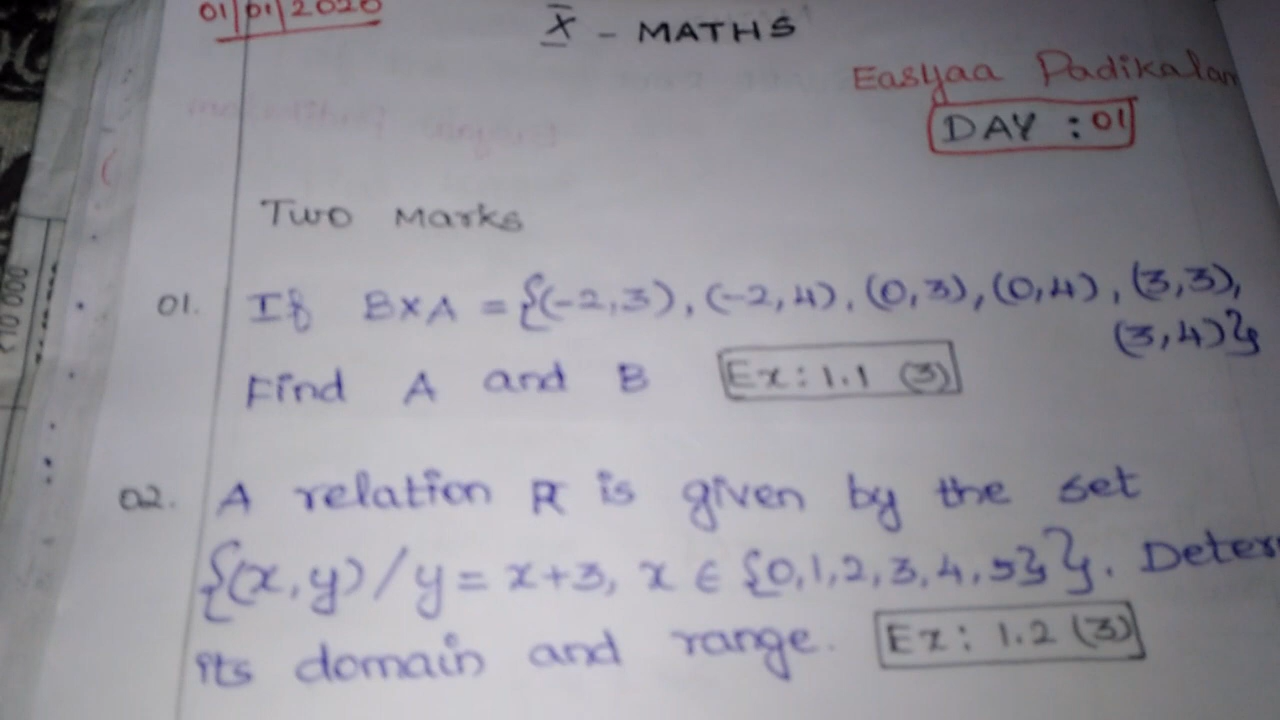 01/01/2020
X - MATHS
Easyaa Padikalam
DAY : 01
Two Marks
01. If B×A = {(-2,3), (-2,4), (0,3), (0,4), (3,3),
(3,4)}
Find A and B Ex: 1.1 (3)
02. A relation R is given by the set
{(x,y) / y = x+3, x ∈ {0,1,2,3,4,5}}. Deter
its domain and range. Ex: 1.2 (3)
₹10 000